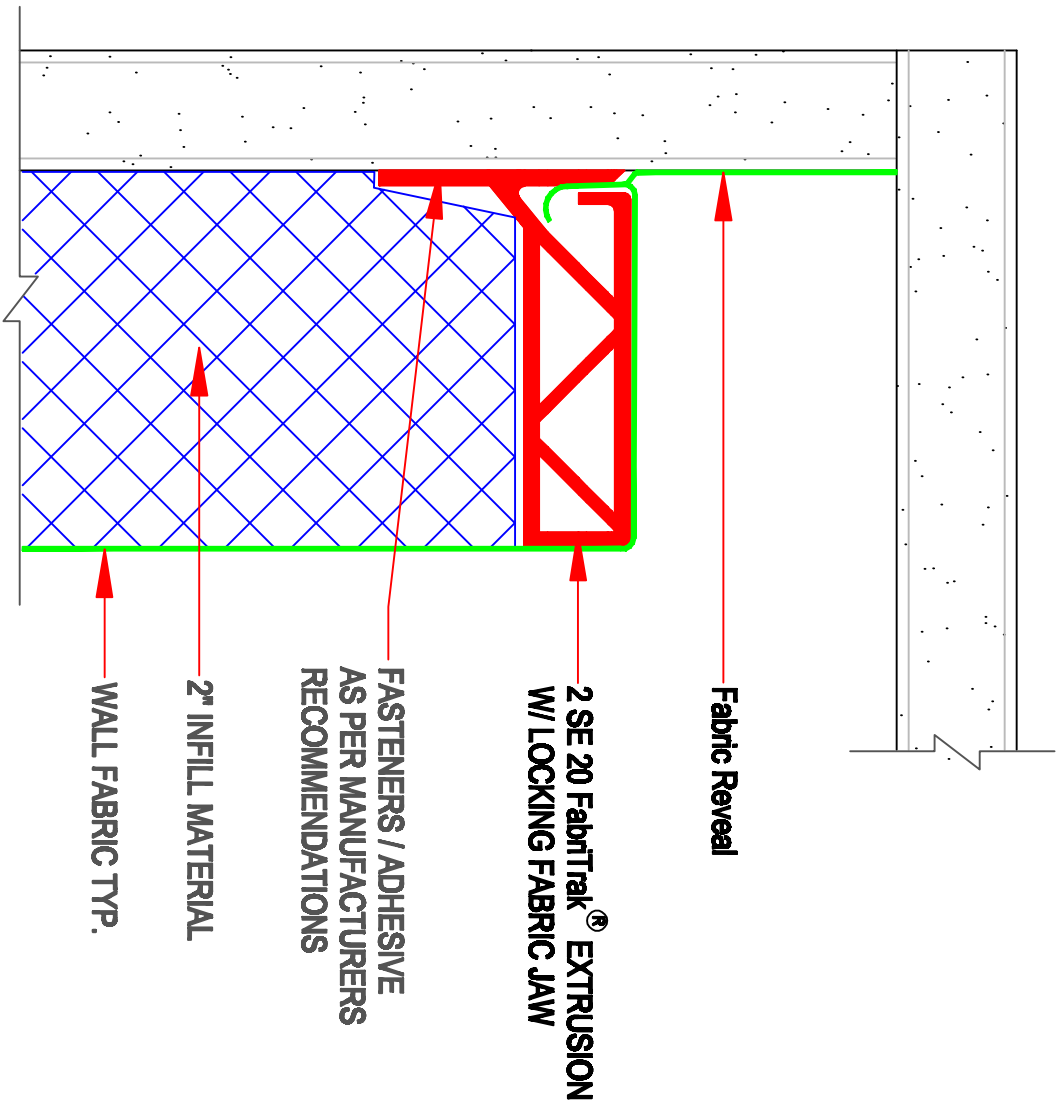 Fabric Reveal
2 SE 20 FabriTrak® EXTRUSION
W/ LOCKING FABRIC JAW
FASTENERS / ADHESIVE
AS PER MANUFACTURERS
RECOMMENDATIONS
2" INFILL MATERIAL
WALL FABRIC TYP.